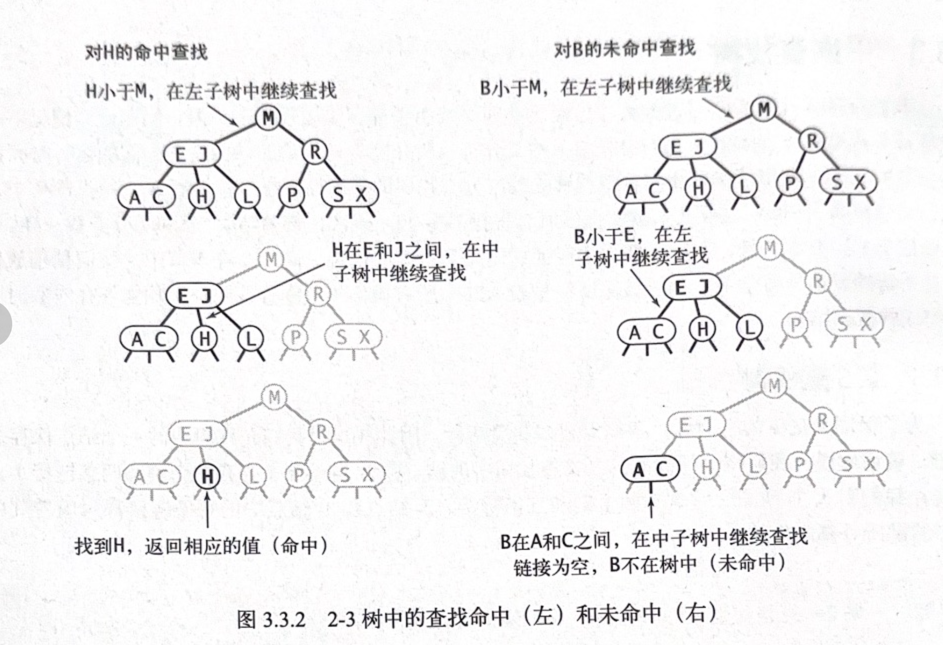 对H的命中查找
H小于M，在左子树中继续查找
M
E J
R
A C
H
L
P
S X
H在E和J之间，在中
子树中继续查找
M
E J
R
A C
H
L
P
S X
M
E J
R
A C
H
L
P
S X
找到H，返回相应的值（命中）
对B的未命中查找
B小于M，在左子树中继续查找
M
E J
R
A C
H
L
P
S X
B小于E，在左
子树中继续查找
M
E J
R
A C
H
L
P
S X
M
E J
R
A C
H
L
P
S X
B在A和C之间，在中子树中继续查找
链接为空，B不在树中（未命中）
图 3.3.2 2-3 树中的查找命中（左）和未命中（右）